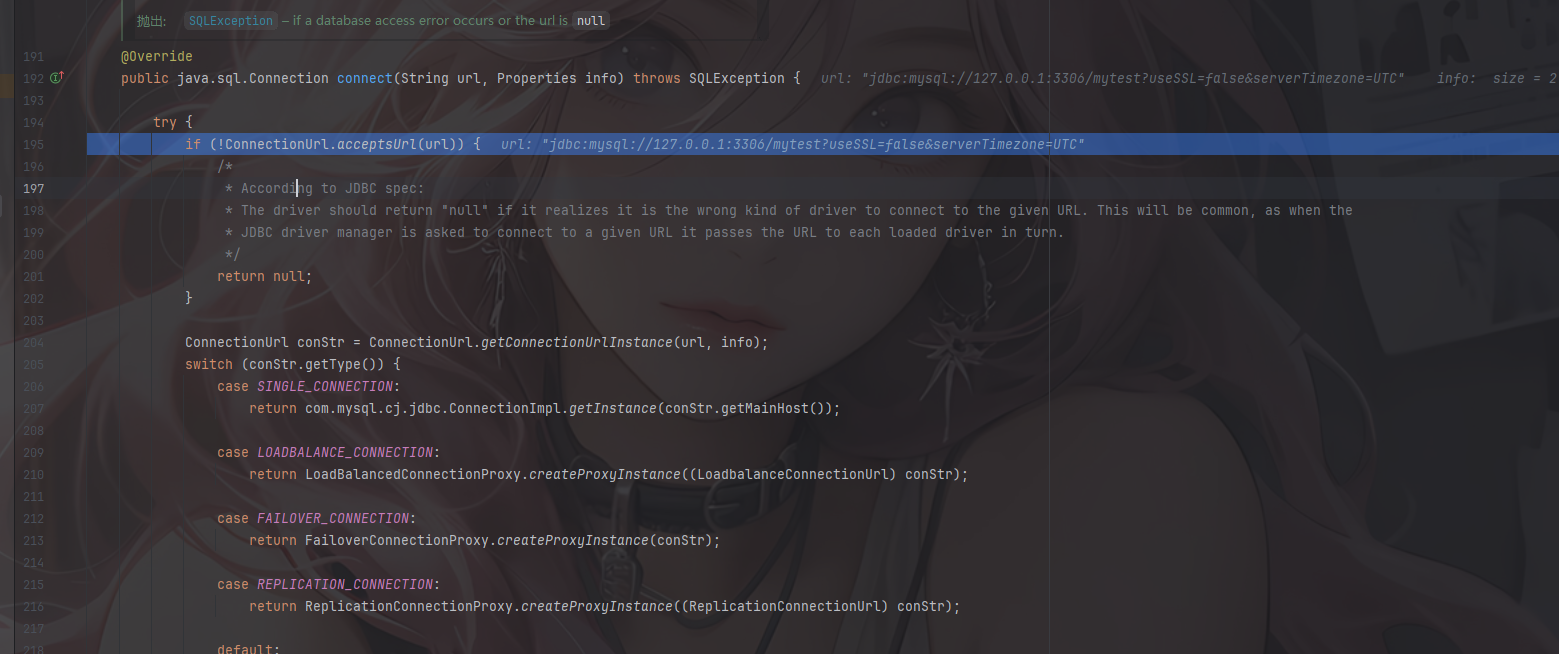 抛出: SQLException – if a database access error occurs or the url is null
191 @Override
192 public java.sql.Connection connect(String url, Properties info) throws SQLException { url: "jdbc:mysql://127.0.0.1:3306/mytest?useSSL=false&serverTimezone=UTC" info: size = 2
193
194 try {
195 if (!ConnectionUrl.acceptsUrl(url)) { url: "jdbc:mysql://127.0.0.1:3306/mytest?useSSL=false&serverTimezone=UTC"
196 /*
197 * According to JDBC spec:
198 * The driver should return "null" if it realizes it is the wrong kind of driver to connect to the given URL. This will be common, as when the
199 * JDBC driver manager is asked to connect to a given URL it passes the URL to each loaded driver in turn.
200 */
201 return null;
202 }
203
204 ConnectionUrl conStr = ConnectionUrl.getConnectionUrlInstance(url, info);
205 switch (conStr.getType()) {
206 case SINGLE_CONNECTION:
207 return com.mysql.cj.jdbc.ConnectionImpl.getInstance(conStr.getMainHost());
208
209 case LOADBALANCE_CONNECTION:
210 return LoadBalancedConnectionProxy.createProxyInstance((LoadbalanceConnectionUrl) conStr);
211
212 case FAILOVER_CONNECTION:
213 return FailoverConnectionProxy.createProxyInstance(conStr);
214
215 case REPLICATION_CONNECTION:
216 return ReplicationConnectionProxy.createProxyInstance((ReplicationConnectionUrl) conStr);
217
218 default: